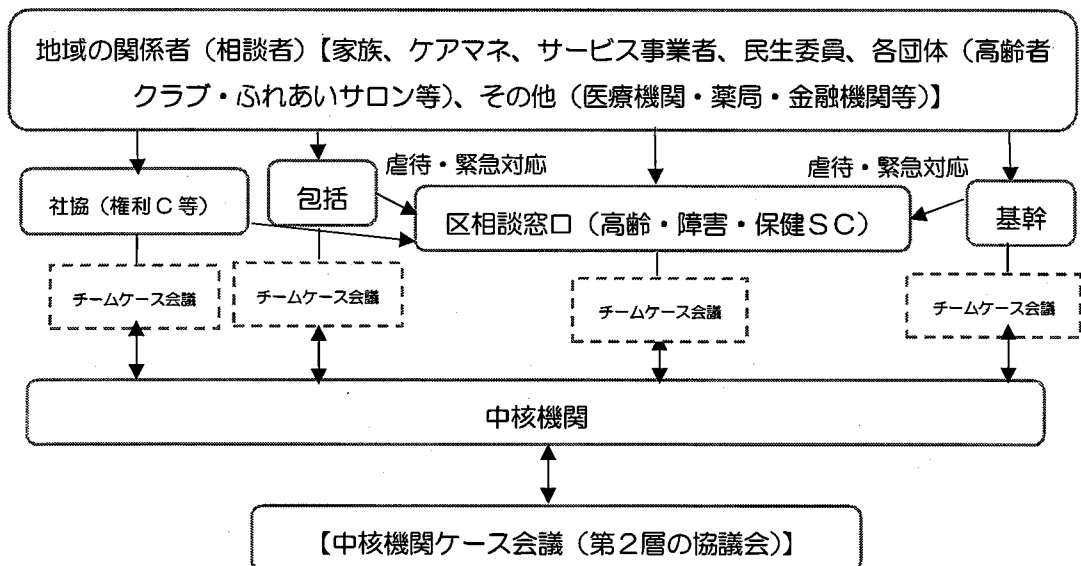 地域の関係者（相談者）【家族、ケアマネ、サービス事業者、民生委員、各団体（高齢者
クラブ・ふれあいサロン等）、その他（医療機関・薬局・金融機関等）】
虐待・緊急対応
虐待・緊急対応
社協（権利C等）
包括
区相談窓口（高齢・障害・保健SC）
基幹
チームケース会議
チームケース会議
チームケース会議
チームケース会議
中核機関
【中核機関ケース会議（第２層の協議会）】